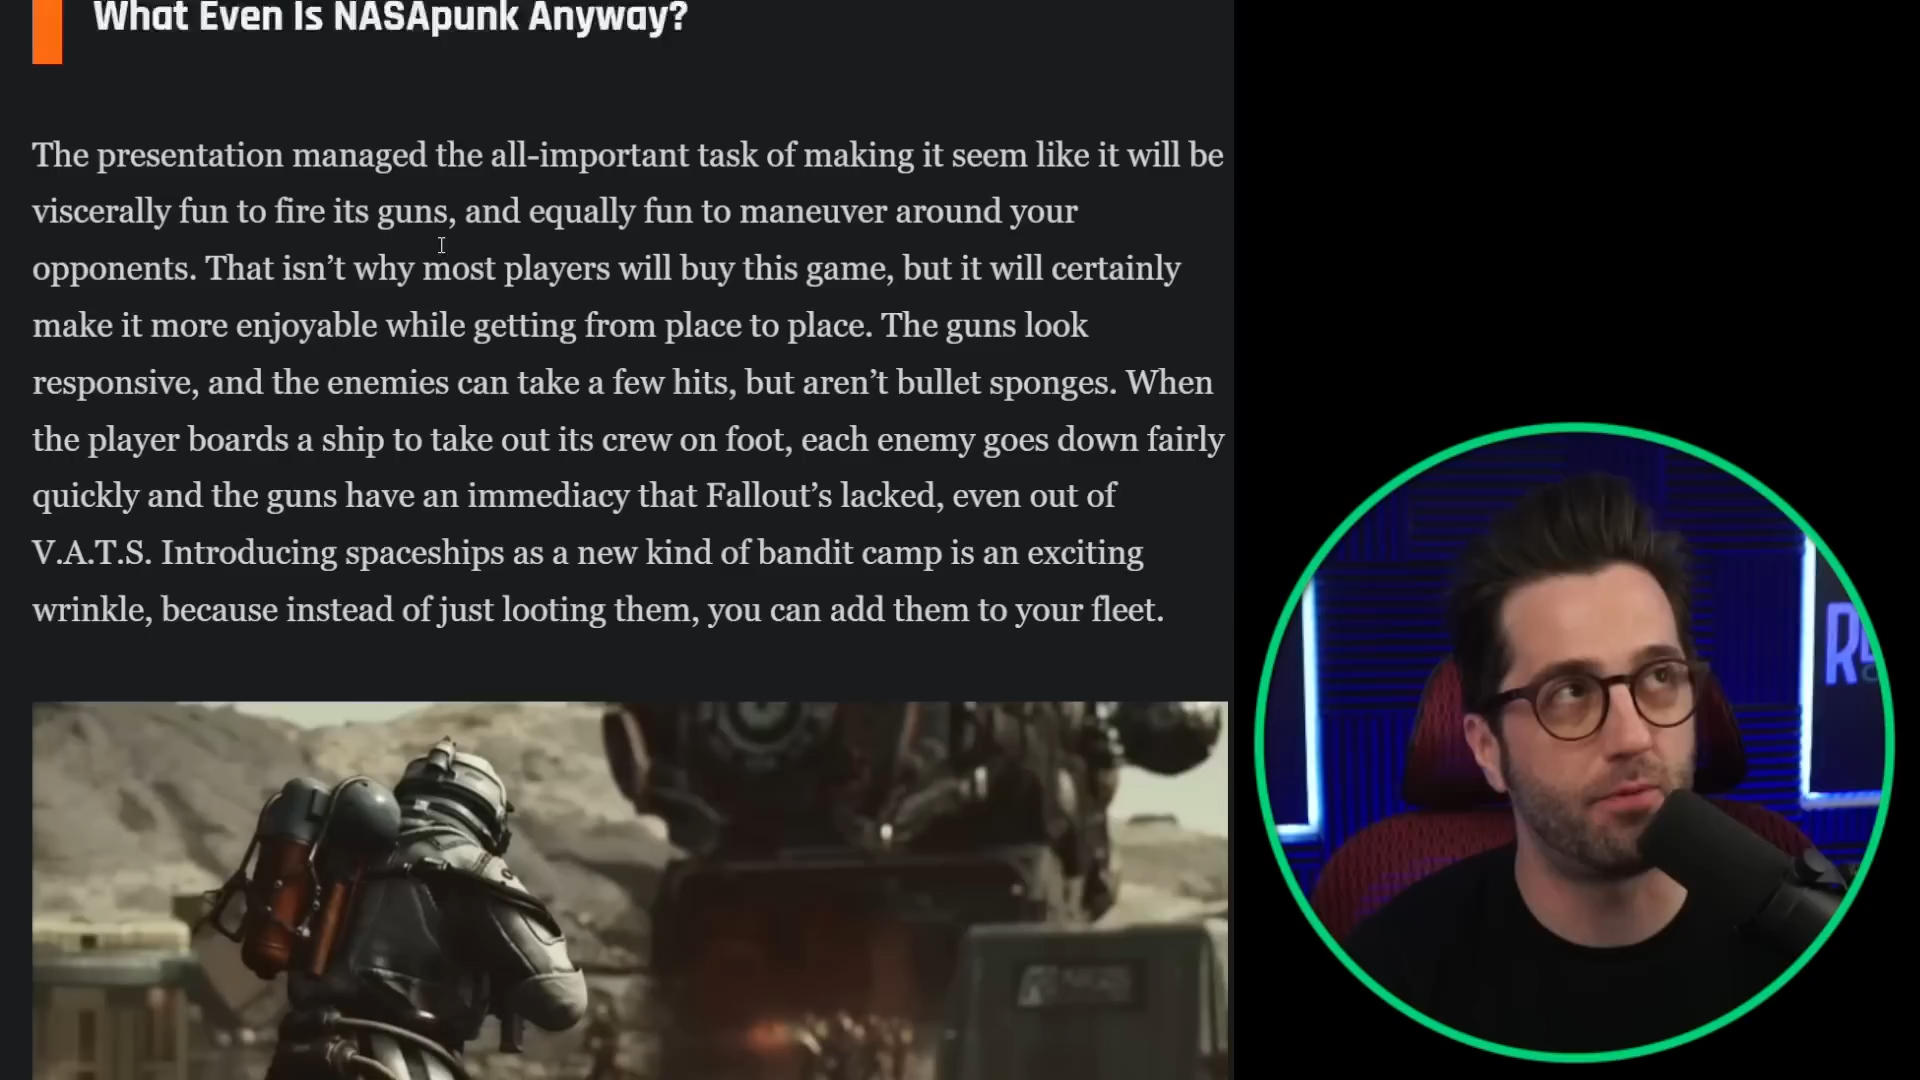 What Even Is NASApunk Anyway?
The presentation managed the all-important task of making it seem like it will be
viscerally fun to fire its guns, and equally fun to maneuver around your
opponents. That isn’t why most players will buy this game, but it will certainly
make it more enjoyable while getting from place to place. The guns look
responsive, and the enemies can take a few hits, but aren’t bullet sponges. When
the player boards a ship to take out its crew on foot, each enemy goes down fairly
quickly and the guns have an immediacy that Fallout’s lacked, even out of
V.A.T.S. Introducing spaceships as a new kind of bandit camp is an exciting
wrinkle, because instead of just looting them, you can add them to your fleet.